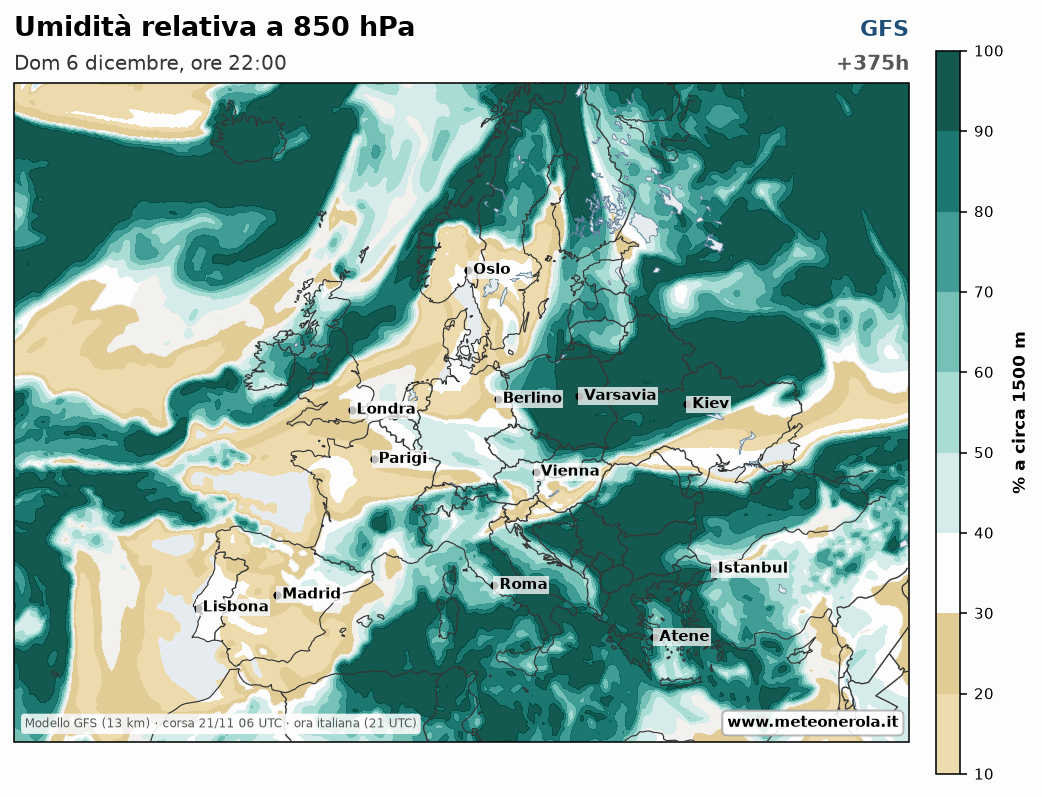 Umidità relativa a 850 hPa
GFS
Dom 6 dicembre, ore 22:00
+375h
100
90
80
70
60
50
40
30
20
10
% a circa 1500 m
Oslo
Londra
Berlino
Varsavia
Kiev
Parigi
Vienna
Istanbul
Roma
Madrid
Lisbona
Atene
Modello GFS (13 km) · corsa 21/11 06 UTC · ora italiana (21 UTC)
www.meteonerola.it